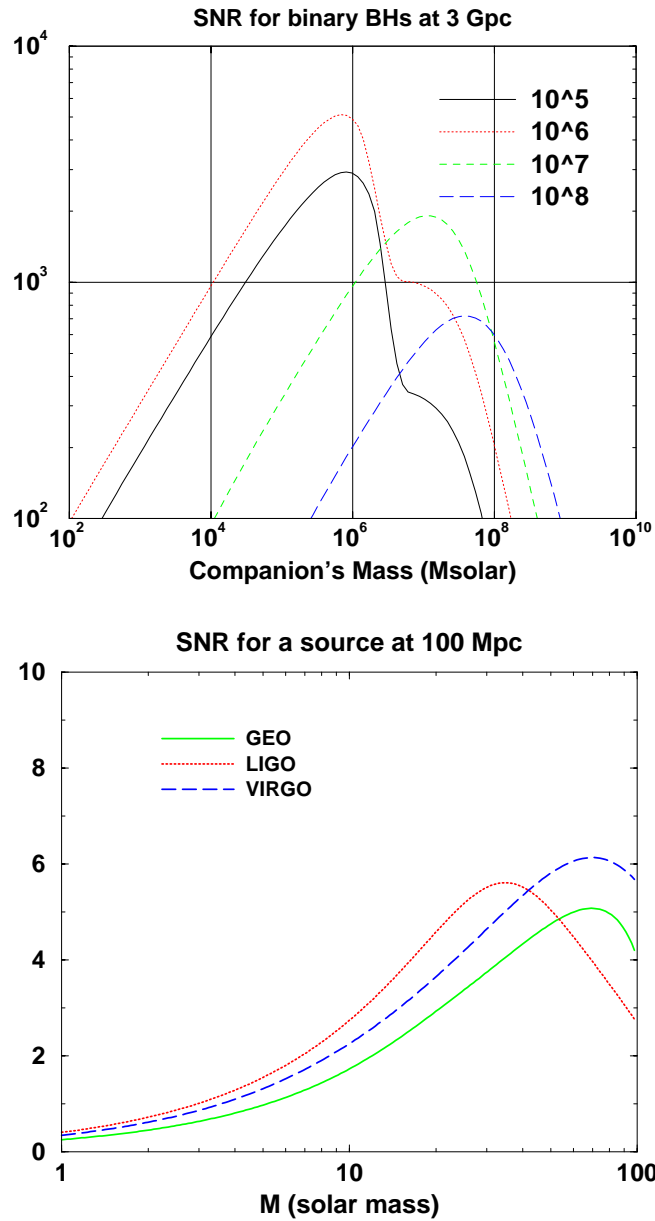 SNR for binary BHs at 3 Gpc
10^4
10^5
10^6
10^7
10^8
10^3
10^2
10^2 10^4 10^6 10^8 10^10
Companion's Mass (Msolar)
SNR for a source at 100 Mpc
10
GEO
LIGO
VIRGO
8
6
4
2
0
1 10 100
M (solar mass)